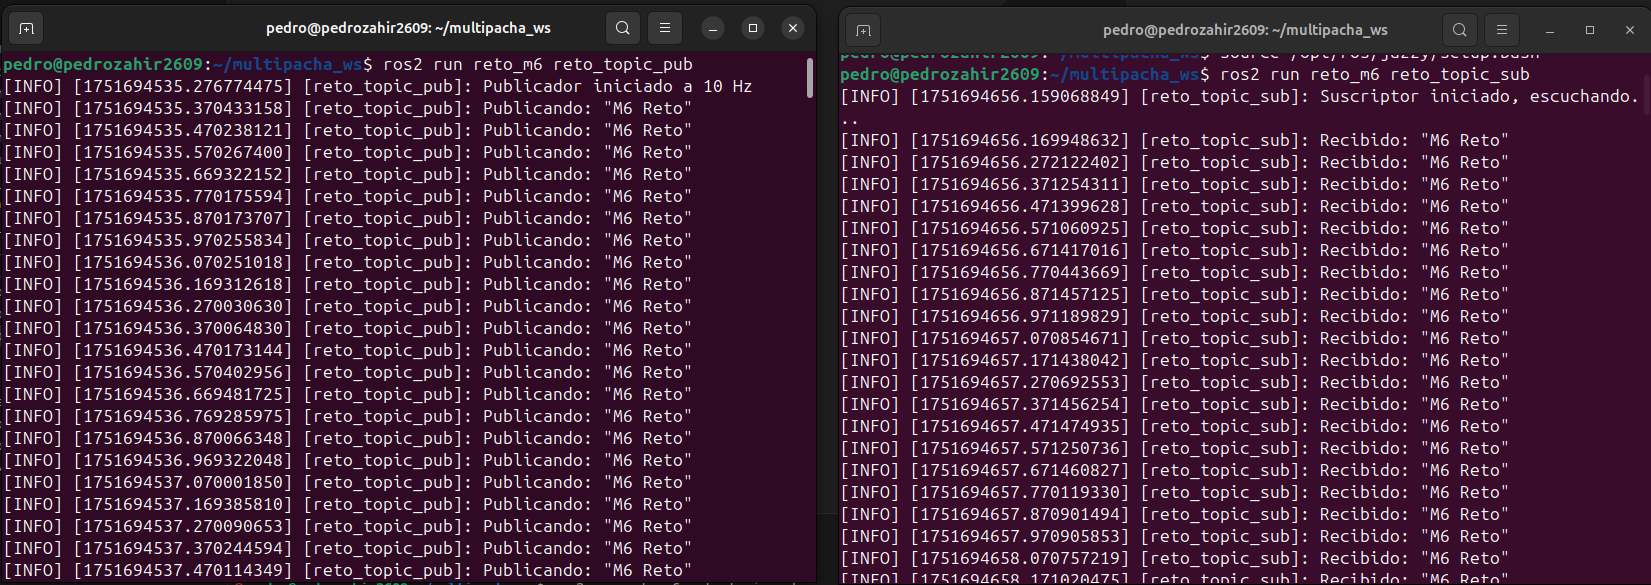 pedro@pedrozahir2609: ~/multipacha_ws
pedro@pedrozahir2609:~/multipacha_ws$ ros2 run reto_m6 reto_topic_pub
[INFO] [1751694535.276774475] [reto_topic_pub]: Publicador iniciado a 10 Hz
[INFO] [1751694535.370433158] [reto_topic_pub]: Publicando: "M6 Reto"
[INFO] [1751694535.470238121] [reto_topic_pub]: Publicando: "M6 Reto"
[INFO] [1751694535.570267400] [reto_topic_pub]: Publicando: "M6 Reto"
[INFO] [1751694535.669322152] [reto_topic_pub]: Publicando: "M6 Reto"
[INFO] [1751694535.770175594] [reto_topic_pub]: Publicando: "M6 Reto"
[INFO] [1751694535.870173707] [reto_topic_pub]: Publicando: "M6 Reto"
[INFO] [1751694535.970255834] [reto_topic_pub]: Publicando: "M6 Reto"
[INFO] [1751694536.070251018] [reto_topic_pub]: Publicando: "M6 Reto"
[INFO] [1751694536.169312618] [reto_topic_pub]: Publicando: "M6 Reto"
[INFO] [1751694536.270030630] [reto_topic_pub]: Publicando: "M6 Reto"
[INFO] [1751694536.370064830] [reto_topic_pub]: Publicando: "M6 Reto"
[INFO] [1751694536.470173144] [reto_topic_pub]: Publicando: "M6 Reto"
[INFO] [1751694536.570402956] [reto_topic_pub]: Publicando: "M6 Reto"
[INFO] [1751694536.669481725] [reto_topic_pub]: Publicando: "M6 Reto"
[INFO] [1751694536.769285975] [reto_topic_pub]: Publicando: "M6 Reto"
[INFO] [1751694536.870066348] [reto_topic_pub]: Publicando: "M6 Reto"
[INFO] [1751694536.969322048] [reto_topic_pub]: Publicando: "M6 Reto"
[INFO] [1751694537.070001850] [reto_topic_pub]: Publicando: "M6 Reto"
[INFO] [1751694537.169385810] [reto_topic_pub]: Publicando: "M6 Reto"
[INFO] [1751694537.270090653] [reto_topic_pub]: Publicando: "M6 Reto"
[INFO] [1751694537.370244594] [reto_topic_pub]: Publicando: "M6 Reto"
[INFO] [1751694537.470114349] [reto_topic_pub]: Publicando: "M6 Reto"
pedro@pedrozahir2609: ~/multipacha_ws
pedro@pedrozahir2609:~/multipacha_ws$ source /opt/ros/jazzy/setup.bash
pedro@pedrozahir2609:~/multipacha_ws$ ros2 run reto_m6 reto_topic_sub
[INFO] [1751694656.159068849] [reto_topic_sub]: Suscriptor iniciado, escuchando.
..
[INFO] [1751694656.169948632] [reto_topic_sub]: Recibido: "M6 Reto"
[INFO] [1751694656.272122402] [reto_topic_sub]: Recibido: "M6 Reto"
[INFO] [1751694656.371254311] [reto_topic_sub]: Recibido: "M6 Reto"
[INFO] [1751694656.471399628] [reto_topic_sub]: Recibido: "M6 Reto"
[INFO] [1751694656.571060925] [reto_topic_sub]: Recibido: "M6 Reto"
[INFO] [1751694656.671417016] [reto_topic_sub]: Recibido: "M6 Reto"
[INFO] [1751694656.770443669] [reto_topic_sub]: Recibido: "M6 Reto"
[INFO] [1751694656.871457125] [reto_topic_sub]: Recibido: "M6 Reto"
[INFO] [1751694656.971189829] [reto_topic_sub]: Recibido: "M6 Reto"
[INFO] [1751694657.070854671] [reto_topic_sub]: Recibido: "M6 Reto"
[INFO] [1751694657.171438042] [reto_topic_sub]: Recibido: "M6 Reto"
[INFO] [1751694657.270692553] [reto_topic_sub]: Recibido: "M6 Reto"
[INFO] [1751694657.371456254] [reto_topic_sub]: Recibido: "M6 Reto"
[INFO] [1751694657.471474935] [reto_topic_sub]: Recibido: "M6 Reto"
[INFO] [1751694657.571250736] [reto_topic_sub]: Recibido: "M6 Reto"
[INFO] [1751694657.671460827] [reto_topic_sub]: Recibido: "M6 Reto"
[INFO] [1751694657.770119330] [reto_topic_sub]: Recibido: "M6 Reto"
[INFO] [1751694657.870901494] [reto_topic_sub]: Recibido: "M6 Reto"
[INFO] [1751694657.970905853] [reto_topic_sub]: Recibido: "M6 Reto"
[INFO] [1751694658.070757219] [reto_topic_sub]: Recibido: "M6 Reto"
[INFO] [1751694658.171020475] [reto_topic_sub]: Recibido: "M6 Reto"